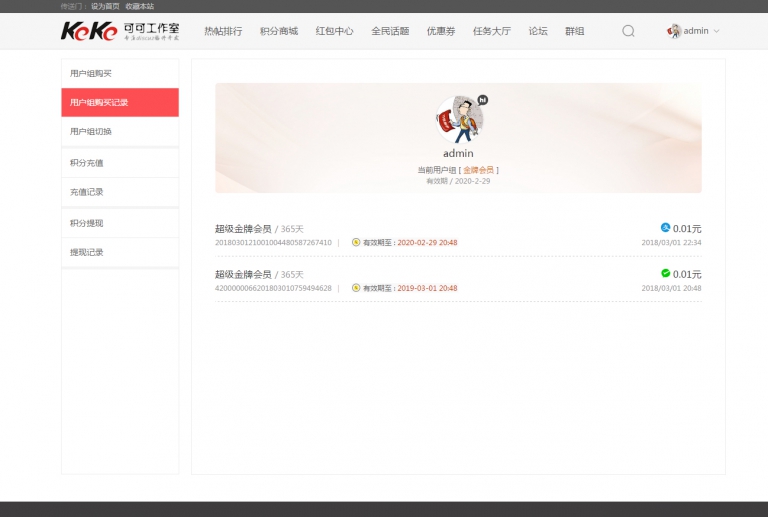 传送门： 设为首页 收藏本站
KeKe 可可工作室
专注discuz插件开发
热帖排行 积分商城 红包中心 全民话题 优惠券 任务大厅 论坛 群组 admin
用户组购买
用户组购买记录
用户组切换
积分充值
充值记录
积分提现
提现记录
hi
admin
当前用户组 [ 金牌会员 ]
有效期 / 2020-2-29
超级金牌会员 / 365天 0.01元
2018030121001004480587267410 | 有效期至 : 2020-02-29 20:48 2018/03/01 22:34
超级金牌会员 / 365天 0.01元
4200000066201803010759494628 | 有效期至 : 2019-03-01 20:48 2018/03/01 20:48